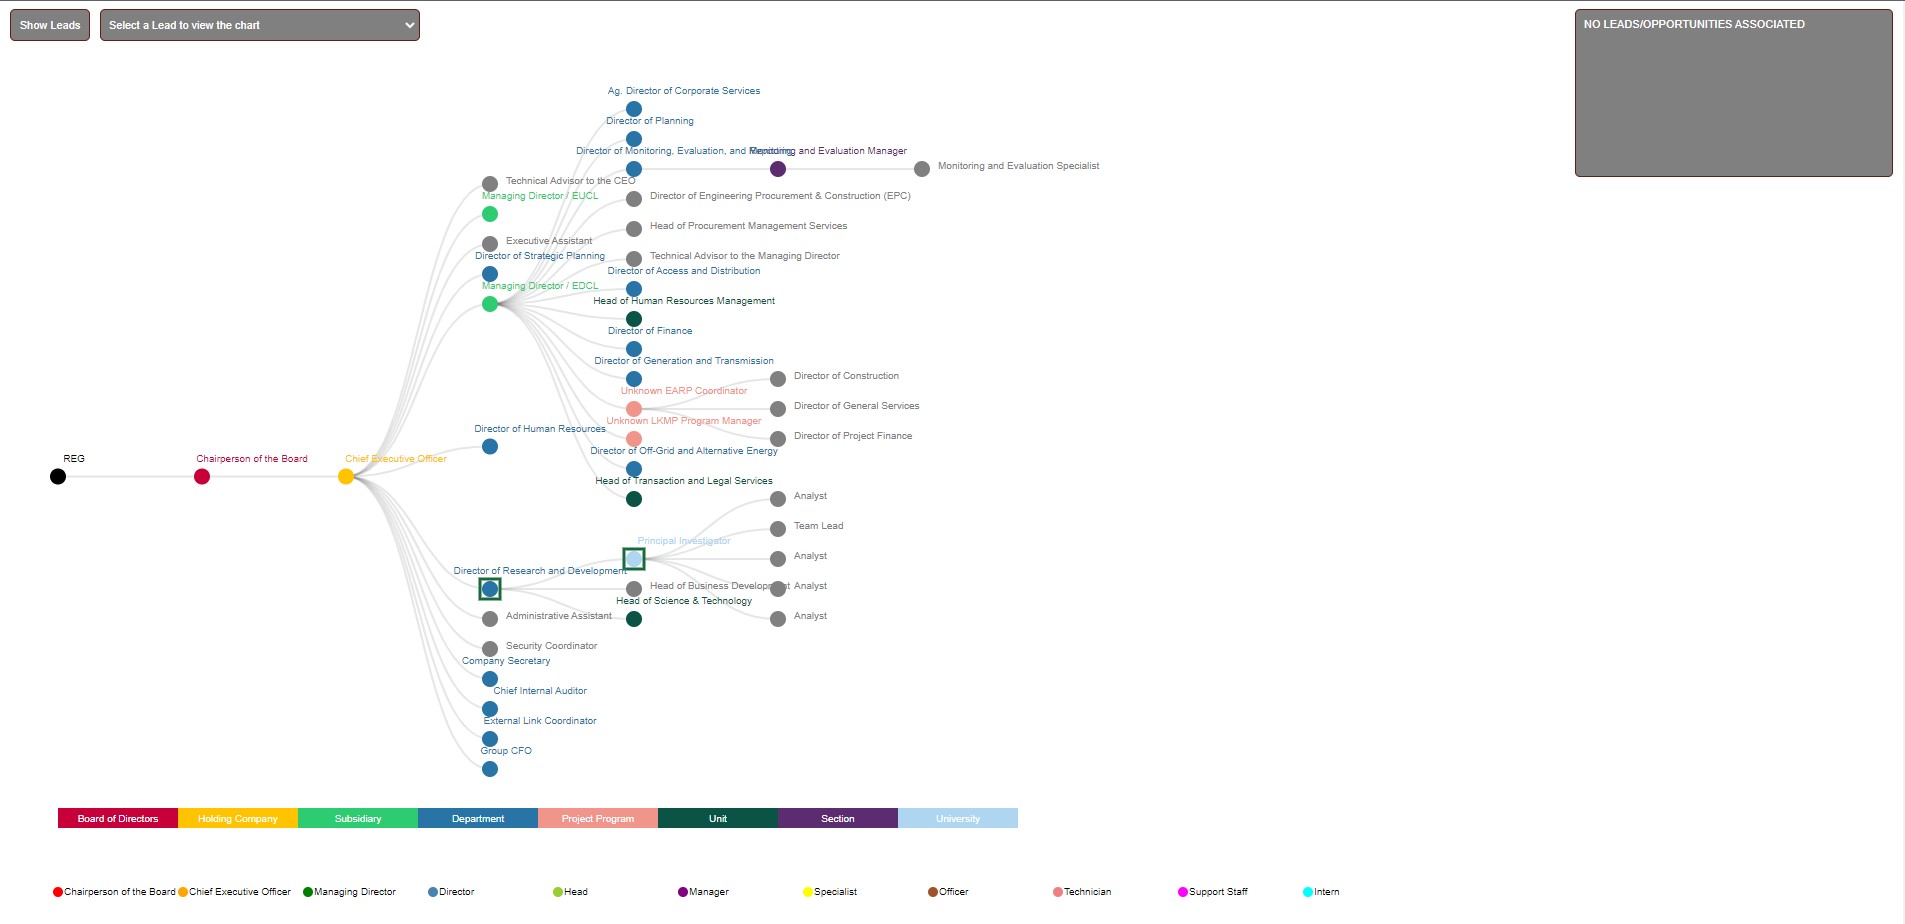 Show Leads
Select a Lead to view the chart
NO LEADS/OPPORTUNITIES ASSOCIATED
Ag. Director of Corporate Services
Director of Planning
Director of Monitoring, Evaluation, and Reporting
Monitoring and Evaluation Manager
Monitoring and Evaluation Specialist
Technical Advisor to the CEO
Managing Director / EUCL
Director of Engineering Procurement & Construction (EPC)
Head of Procurement Management Services
Executive Assistant
Director of Strategic Planning
Technical Advisor to the Managing Director
Director of Access and Distribution
Managing Director / EDCL
Head of Human Resources Management
Director of Finance
Director of Generation and Transmission
Director of Construction
Unknown EARP Coordinator
Director of General Services
Unknown LKMP Program Manager
Director of Human Resources
Director of Project Finance
Director of Off-Grid and Alternative Energy
REG
Chairperson of the Board
Chief Executive Officer
Head of Transaction and Legal Services
Analyst
Team Lead
Principal Investigator
Analyst
Director of Research and Development
Head of Business Development
Analyst
Head of Science & Technology
Administrative Assistant
Analyst
Security Coordinator
Company Secretary
Chief Internal Auditor
External Link Coordinator
Group CFO
Board of Directors
Holding Company
Subsidiary
Department
Project Program
Unit
Section
University
Chairperson of the Board
Chief Executive Officer
Managing Director
Director
Head
Manager
Specialist
Officer
Technician
Support Staff
Intern